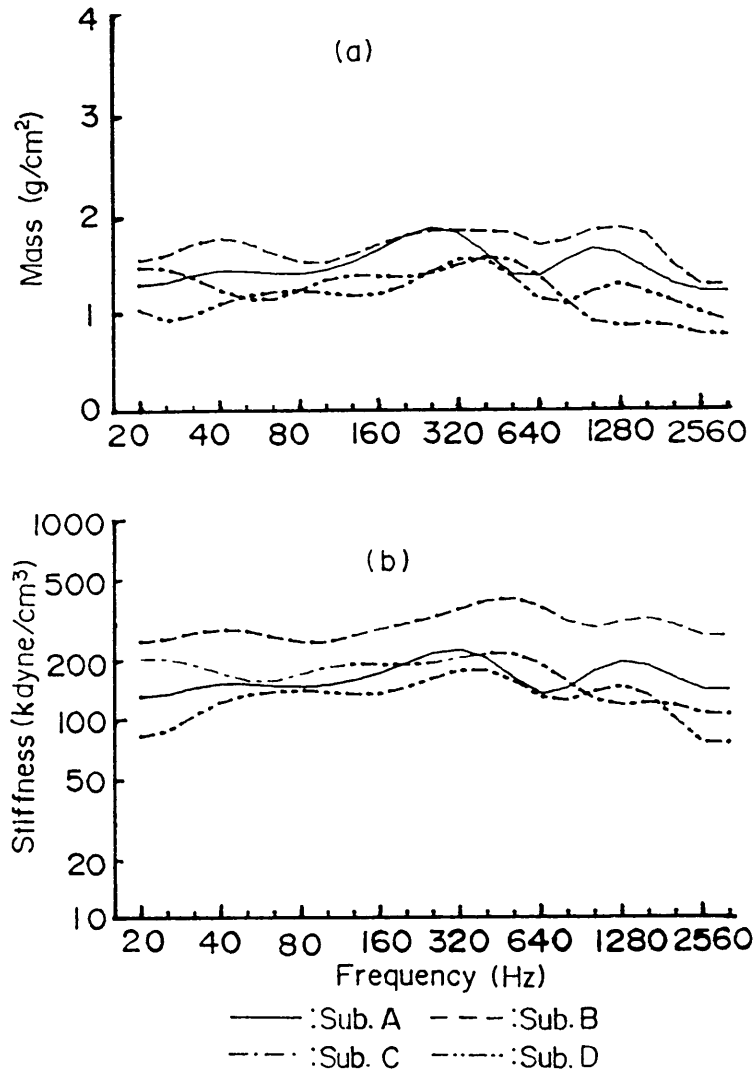 (a)
Mass (g/cm²)
4
3
2
1
0
20 40 80 160 320 640 1280 2560
(b)
Stiffness (kdyne/cm³)
1000
500
200
100
50
20
10
20 40 80 160 320 640 1280 2560
Frequency (Hz)
:Sub. A :Sub. B
:Sub. C :Sub. D